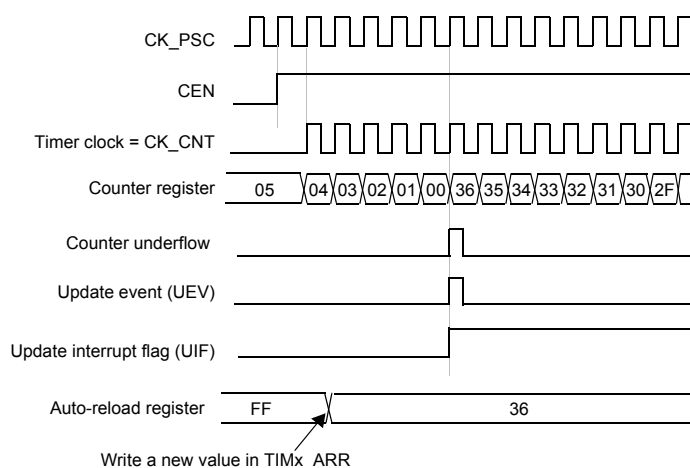 CK_PSC
CEN
Timer clock = CK_CNT
Counter register 05 04 03 02 01 00 36 35 34 33 32 31 30 2F
Counter underflow
Update event (UEV)
Update interrupt flag (UIF)
Auto-reload register FF 36
Write a new value in TIMx_ARR